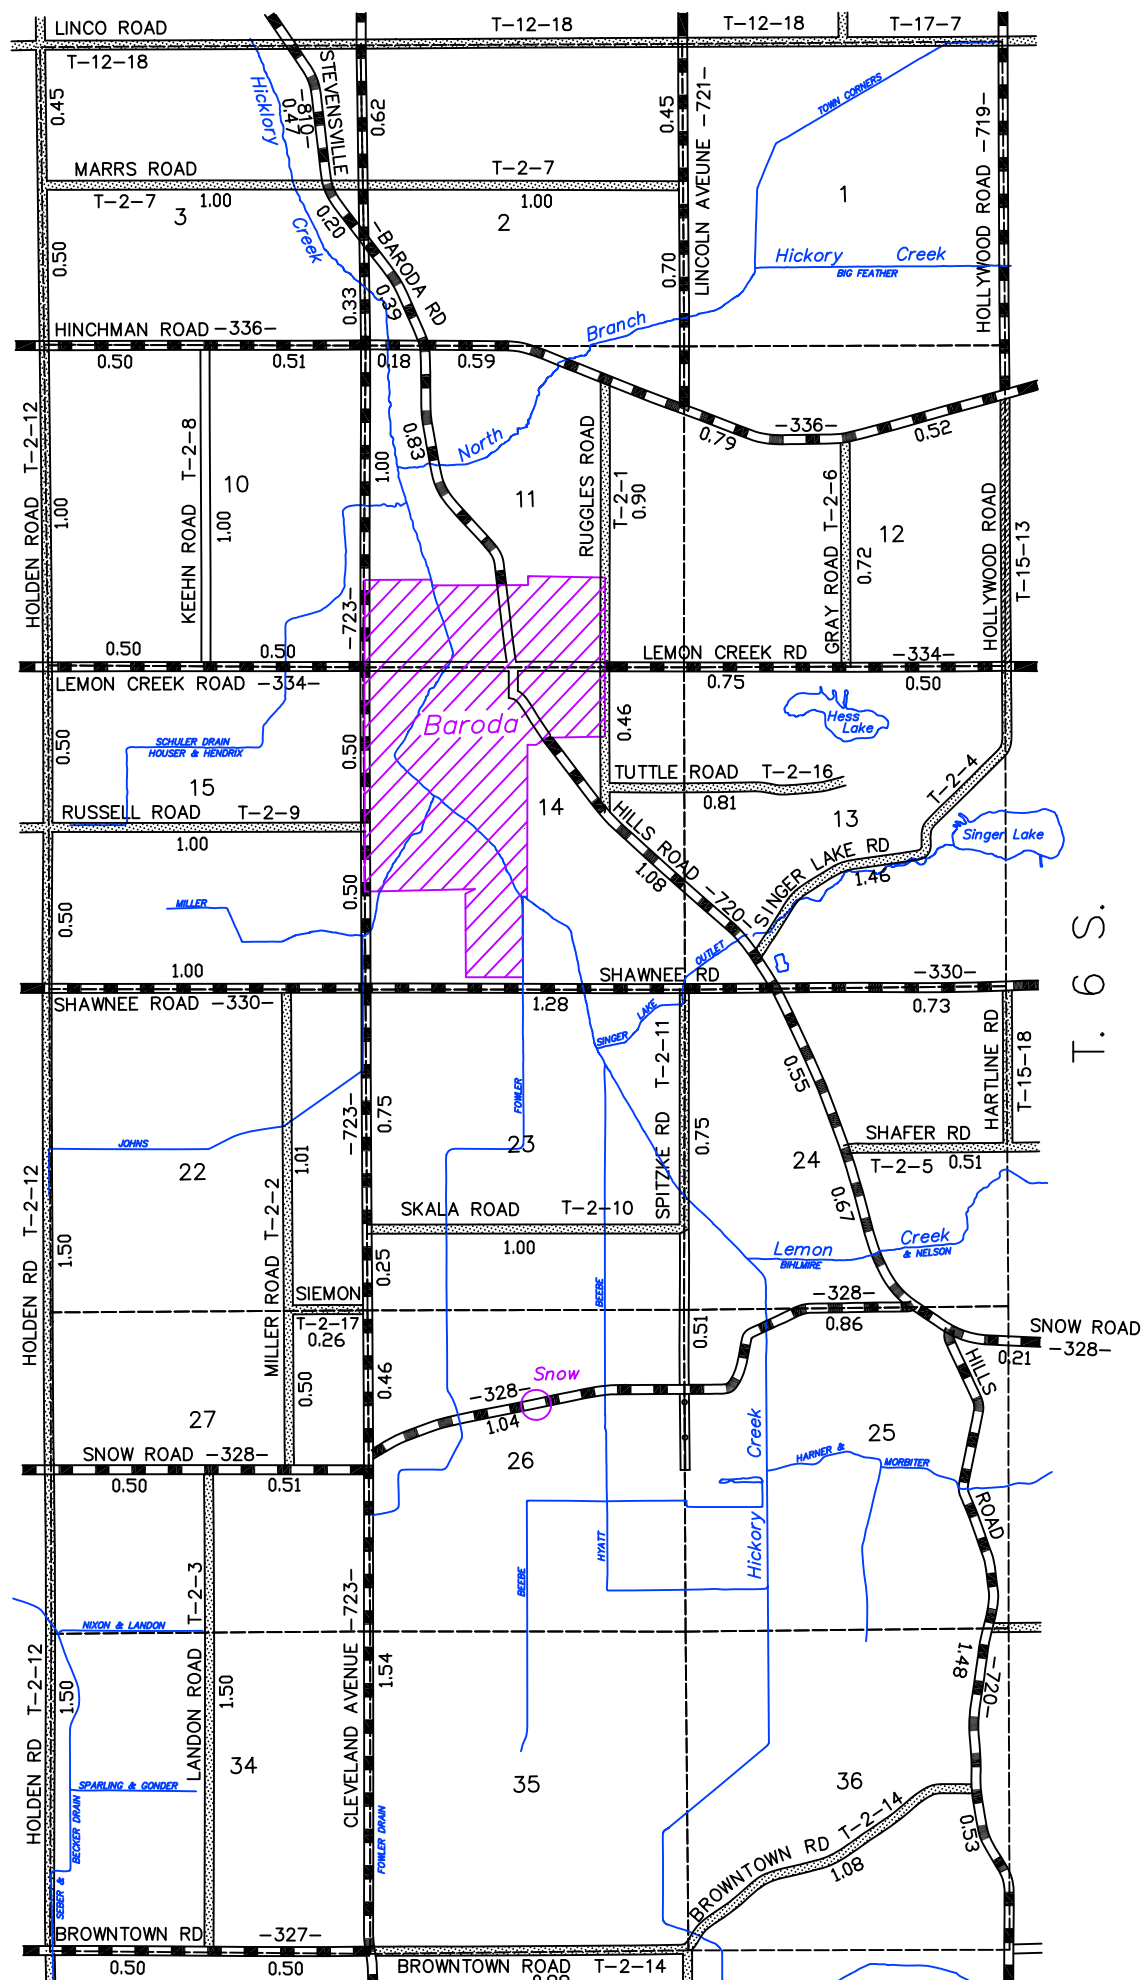 LINCO ROAD
T-12-18
T-12-18
T-17-7
T-12-18
STEVENSVILLE
-810-
0.47
0.45
0.62
0.45
LINCOLN AVEUNE -721-
HOLLYWOOD ROAD -719-
TOWN CORNERS
Hicklory
Creek
MARRS ROAD
T-2-7
T-2-7
1.00
1.00
3
2
1
0.20
-BARODA RD
0.50
0.33
0.39
0.70
Hickory Creek
BIG FEATHER
Branch
HINCHMAN ROAD -336-
0.50
0.51
0.18
0.59
-336-
0.79
0.52
HOLDEN ROAD T-2-12
KEEHN ROAD T-2-8
1.00
1.00
10
1.00
0.83
North
11
RUGGLES ROAD
T-2-1
0.90
GRAY ROAD T-2-6
0.72
12
HOLLYWOOD ROAD
T-15-13
-723-
0.50
0.50
LEMON CREEK ROAD -334-
LEMON CREEK RD
-334-
0.75
0.50
Baroda
Hess
Lake
0.46
0.50
0.50
SCHULER DRAIN
HOUSER & HENDRIX
15
14
TUTTLE ROAD T-2-16
0.81
T-2-4
13
Singer Lake
RUSSELL ROAD T-2-9
1.00
HILLS ROAD -720-
1.08
SINGER LAKE RD
1.46
0.50
0.50
MILLER
OUTLET
1.00
SHAWNEE ROAD -330-
SHAWNEE RD
-330-
1.28
0.73
T. 6 S.
SINGER LAKE
SPITZKE RD T-2-11
0.55
HARTLINE RD
T-15-18
FOWLER
-723-
0.75
0.75
JOHNS
1.01
22
23
24
SHAFER RD
T-2-5
0.51
HOLDEN RD T-2-12
MILLER ROAD T-2-2
SKALA ROAD T-2-10
1.00
0.67
1.50
0.25
Lemon Creek
BIHLMIRE
& NELSON
BEEBE
SIEMON
T-2-17
0.26
-328-
0.86
0.51
SNOW ROAD
-328-
0.21
HILLS
Snow
-328-
1.04
0.50
0.46
27
26
25
SNOW ROAD -328-
0.50
0.51
Creek
HARNER &
MORBITER
Hickory
ROAD
HYATT
BEEBE
T-2-3
LANDON ROAD
CLEVELAND AVENUE -723-
NIXON & LANDON
HOLDEN RD T-2-12
1.50
1.50
1.54
1.48
-720-
34
35
36
SPARLING & GONDER
BECKER DRAIN
SEBER &
FOWLER DRAIN
BROWNTOWN RD T-2-14
1.08
0.53
BROWNTOWN RD -327-
0.50
0.50
BROWNTOWN ROAD T-2-14